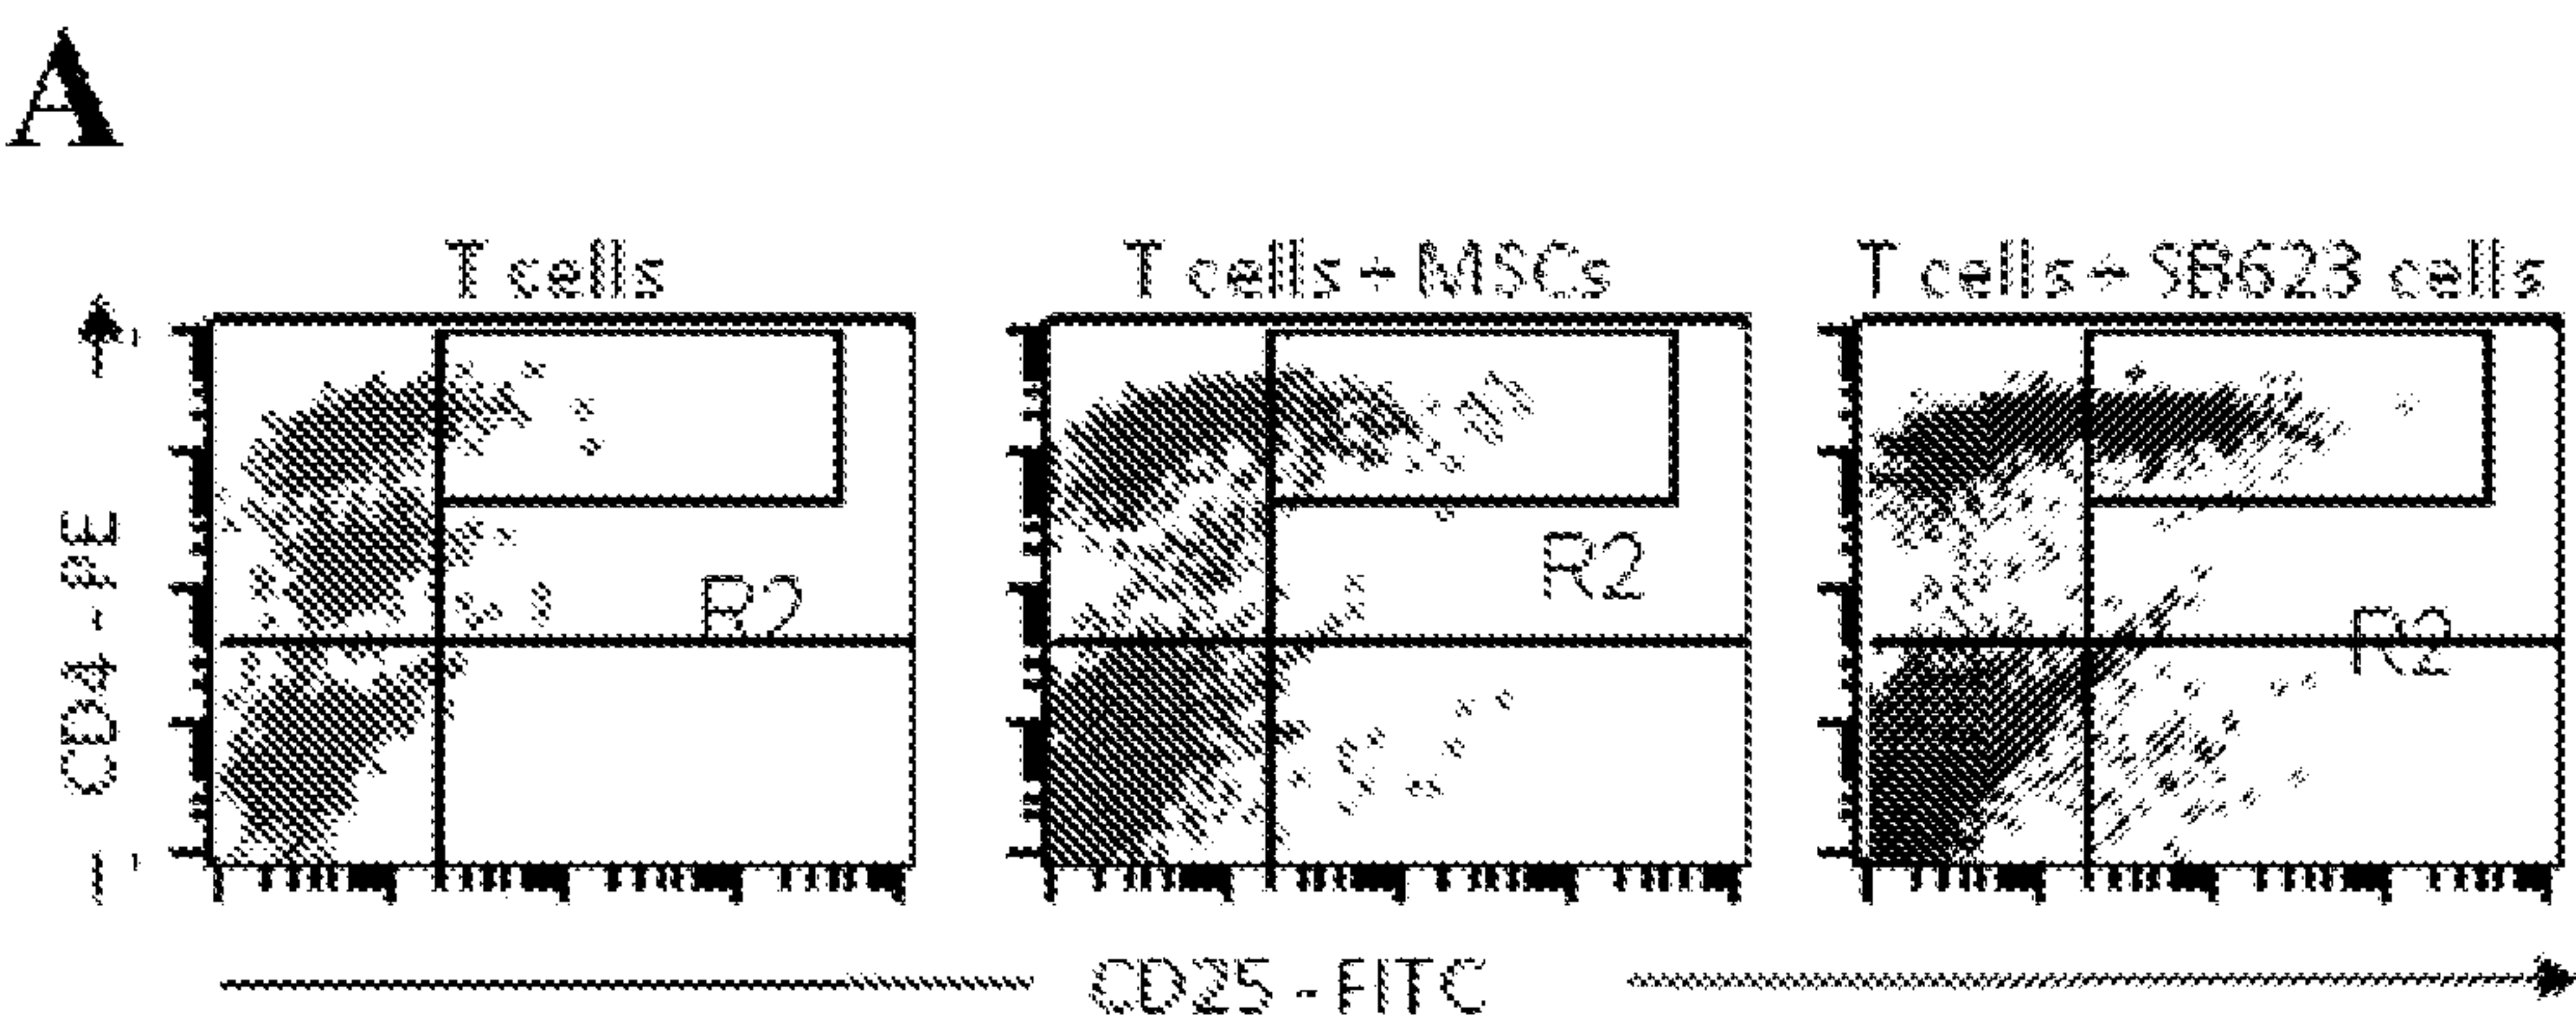 A
T cells
T cells + MSCs
T cells + SB623 cells
CD4 - PE
R2
R2
R2
CD25 - FITC